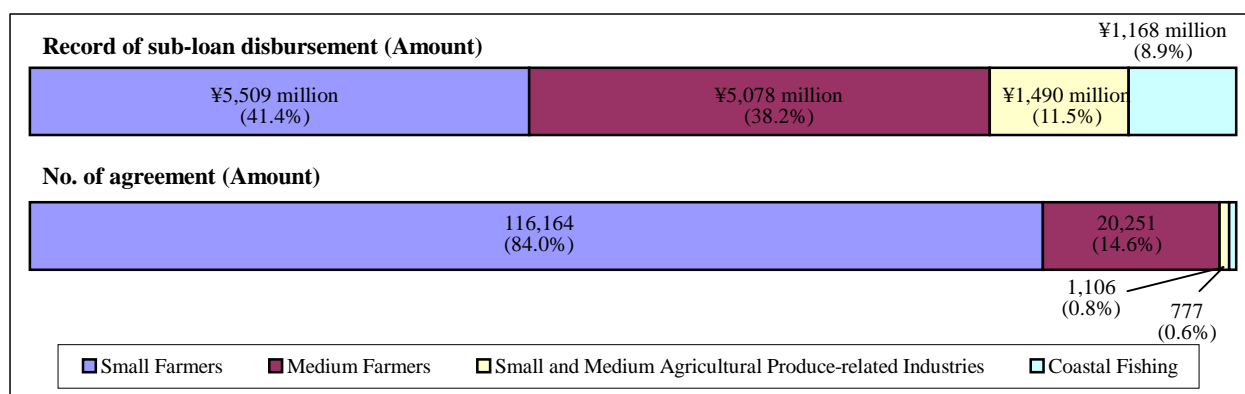 ¥1,168 million
(8.9%)
Record of sub-loan disbursement (Amount)
¥5,509 million
(41.4%)
¥5,078 million
(38.2%)
¥1,490 million
(11.5%)
No. of agreement (Amount)
116,164
(84.0%)
20,251
(14.6%)
1,106
(0.8%)
777
(0.6%)
Small Farmers
Medium Farmers
Small and Medium Agricultural Produce-related Industries
Coastal Fishing